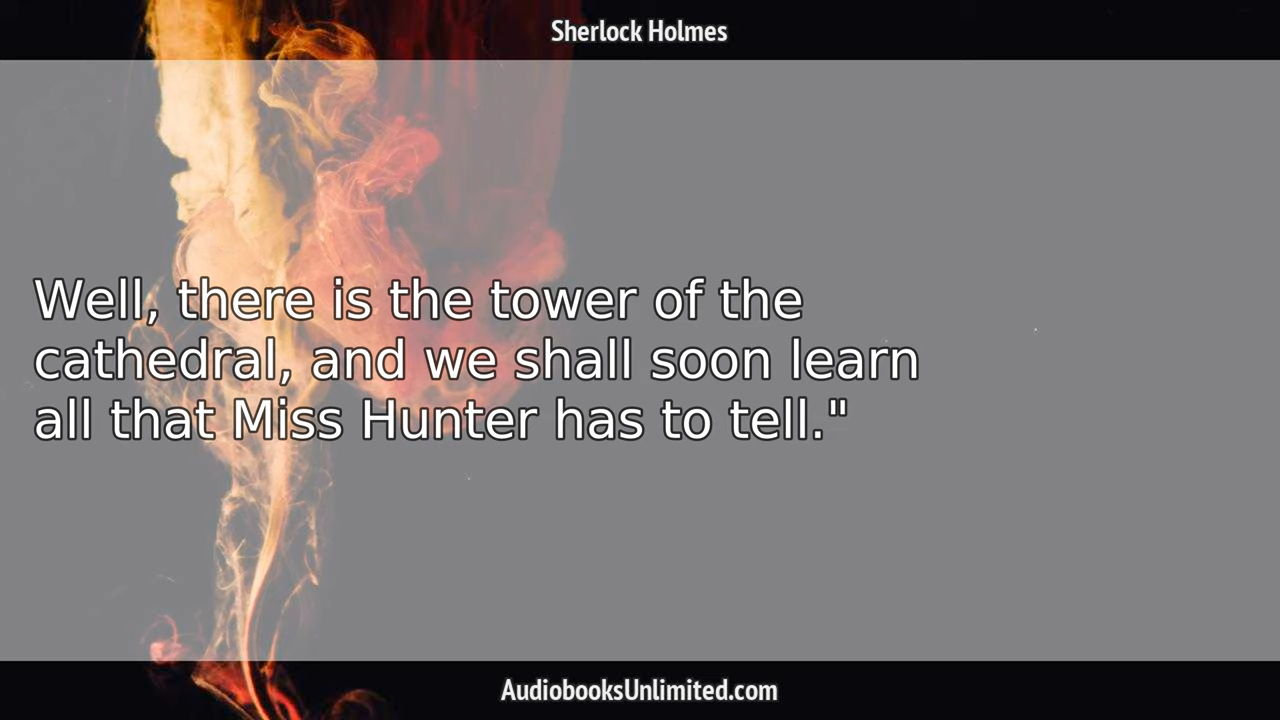 Sherlock Holmes
Well, there is the tower of the
cathedral, and we shall soon learn
all that Miss Hunter has to tell."
AudiobooksUnlimited.com